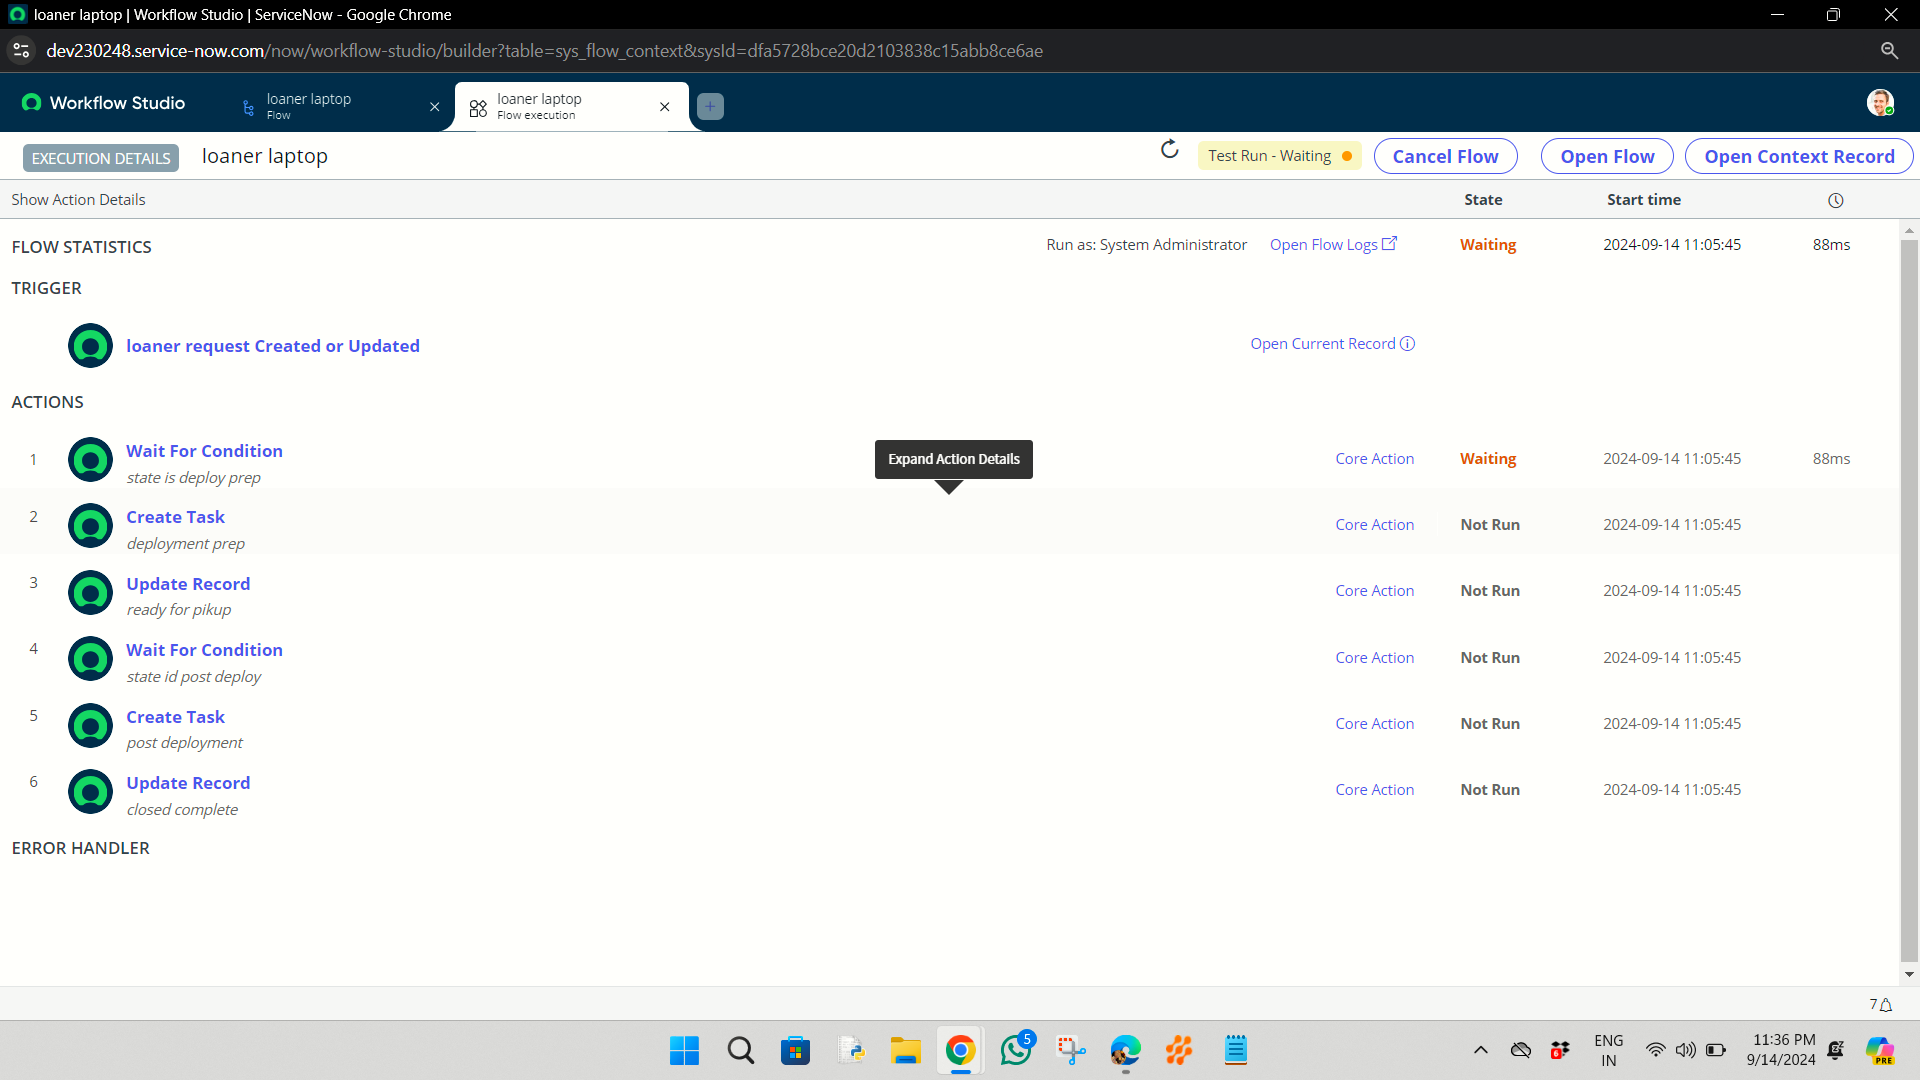 loaner laptop | Workflow Studio | ServiceNow - Google Chrome
dev230248.service-now.com/now/workflow-studio/builder?table=sys_flow_context&sysId=dfa5728bce20d2103838c15abb8ce6ae
Workflow Studio
loaner laptop
Flow
loaner laptop
Flow execution
EXECUTION DETAILS loaner laptop Test Run - Waiting Cancel Flow Open Flow Open Context Record
Show Action Details State Start time
FLOW STATISTICS Run as: System Administrator Open Flow Logs Waiting 2024-09-14 11:05:45 88ms
TRIGGER
loaner request Created or Updated Open Current Record
ACTIONS
1 Wait For Condition Expand Action Details Core Action Waiting 2024-09-14 11:05:45 88ms
state is deploy prep
2 Create Task Core Action Not Run 2024-09-14 11:05:45
deployment prep
3 Update Record Core Action Not Run 2024-09-14 11:05:45
ready for pikup
4 Wait For Condition Core Action Not Run 2024-09-14 11:05:45
state id post deploy
5 Create Task Core Action Not Run 2024-09-14 11:05:45
post deployment
6 Update Record Core Action Not Run 2024-09-14 11:05:45
closed complete
ERROR HANDLER
7
5
6
ENG
IN
11:36 PM
9/14/2024
PRE